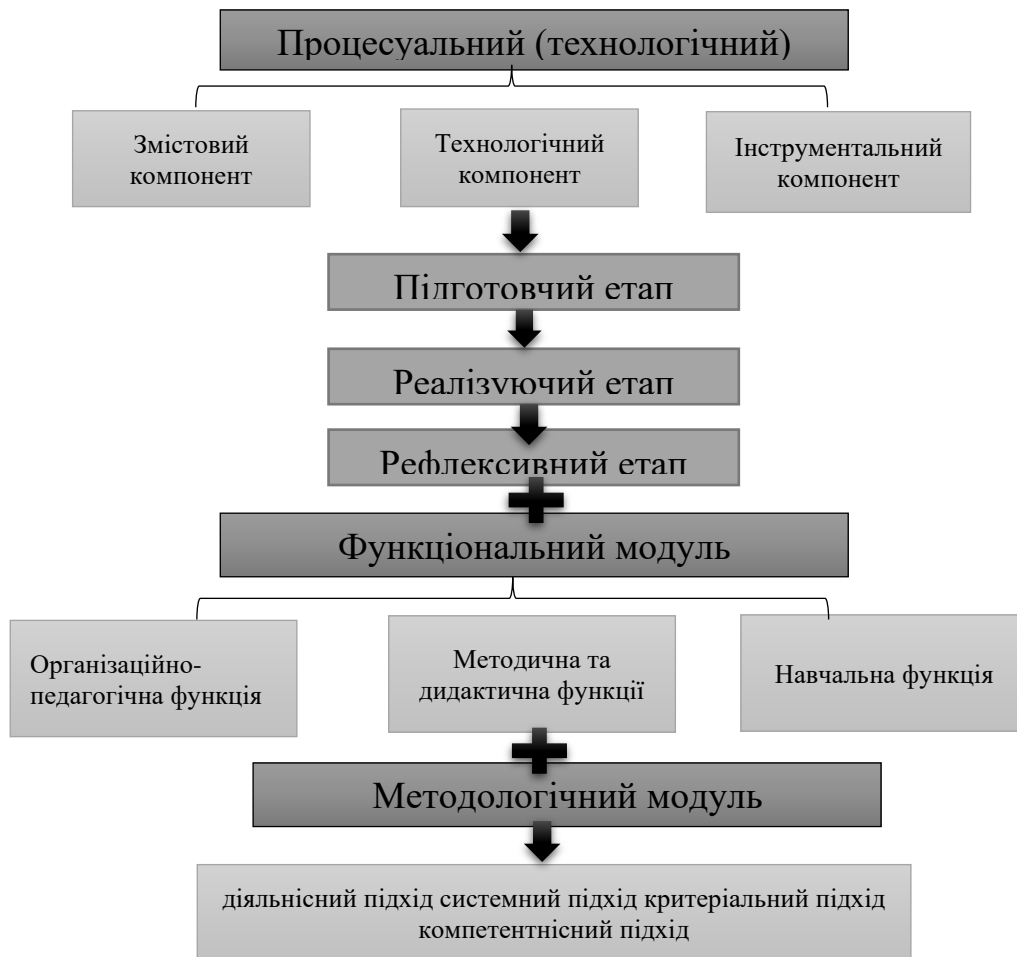 Процесуальний (технологічний)
Змістовий
компонент
Технологічний
компонент
Інструментальний
компонент
Підготовчий етап
Реалізуючий етап
Рефлексивний етап
Функціональний модуль
Організаційно-
педагогічна функція
Методична та
дидактична функції
Навчальна функція
Методологічний модуль
діяльнісний підхід системний підхід критеріальний підхід
компетентнісний підхід